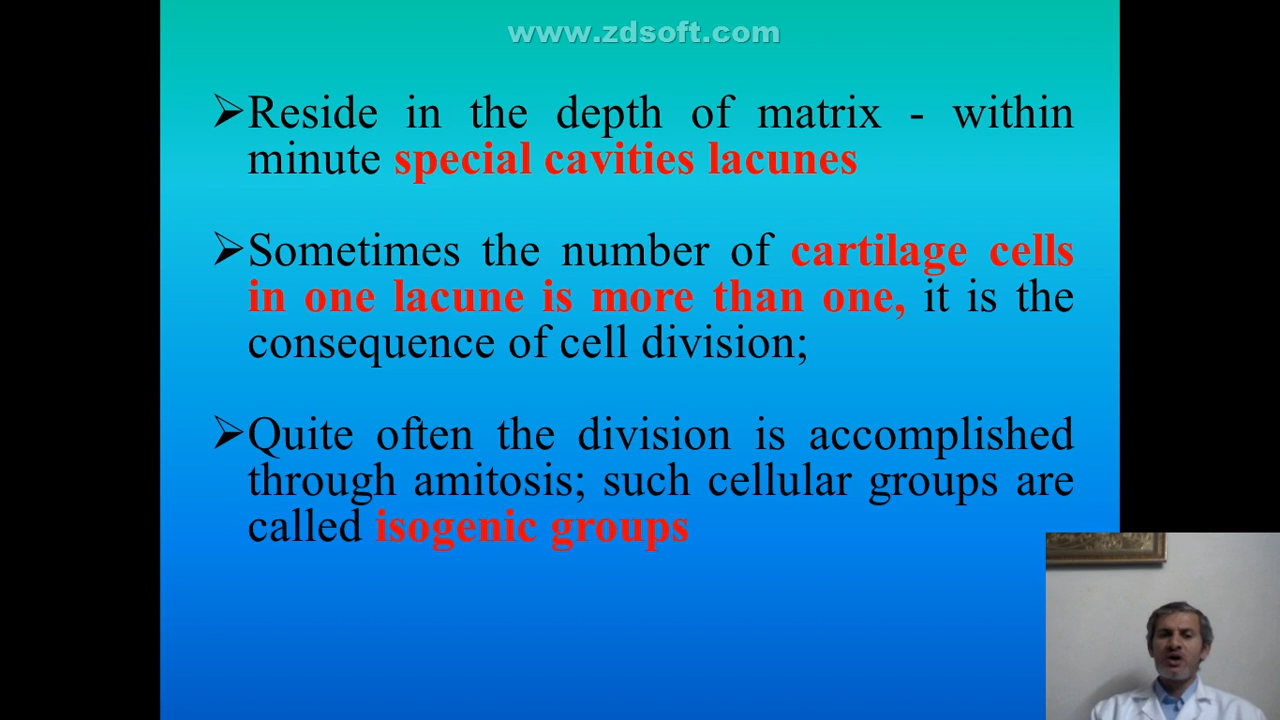 www.zdsoft.com
➢Reside in the depth of matrix - within
minute special cavities lacunes
➢Sometimes the number of cartilage cells
in one lacune is more than one, it is the
consequence of cell division;
➢Quite often the division is accomplished
through amitosis; such cellular groups are
called isogenic groups